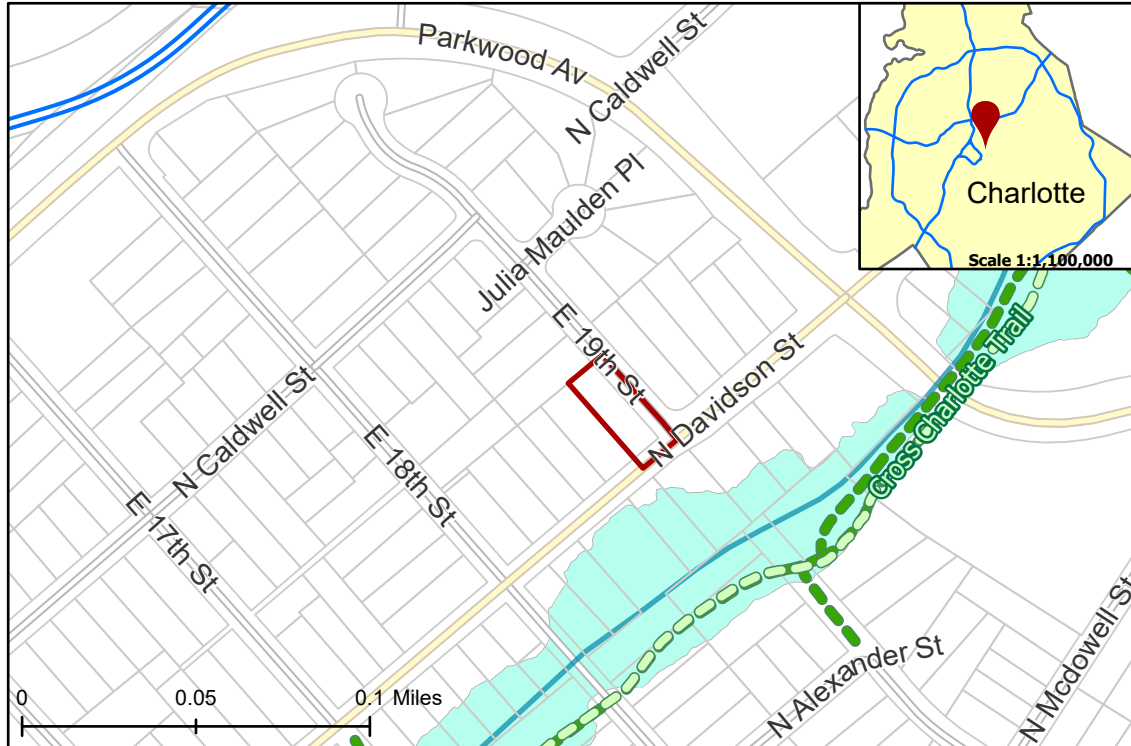 Parkwood Av
N Caldwell St
Charlotte
Scale 1:1,100,000
Julia Maulden Pl
E 19th St
N Davidson St
Cross Charlotte Trail
N Caldwell St
E 18th St
E 17th St
N Alexander St
N Mcdowell St
0 0.05 0.1 Miles